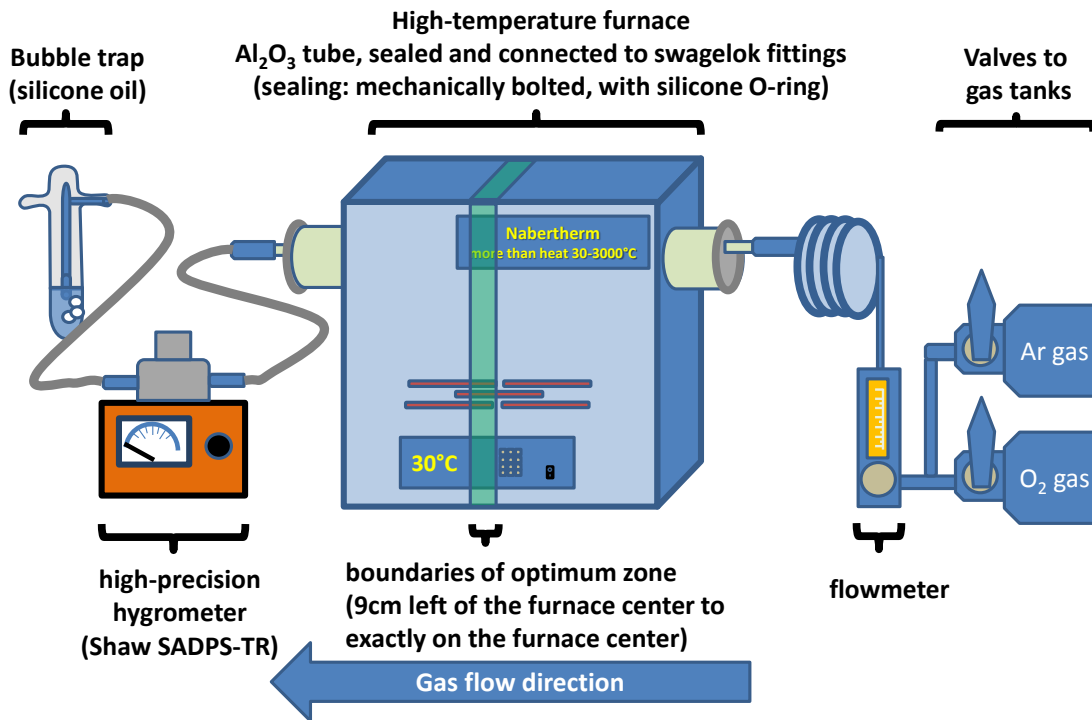 High-temperature furnace
Al₂O₃ tube, sealed and connected to swagelok fittings
(sealing: mechanically bolted, with silicone O-ring)
Bubble trap
(silicone oil)
Valves to
gas tanks
Nabertherm
more than heat 30-3000°C
Ar gas
30°C
O₂ gas
high-precision
hygrometer
(Shaw SADPS-TR)
boundaries of optimum zone
(9cm left of the furnace center to
exactly on the furnace center)
flowmeter
Gas flow direction